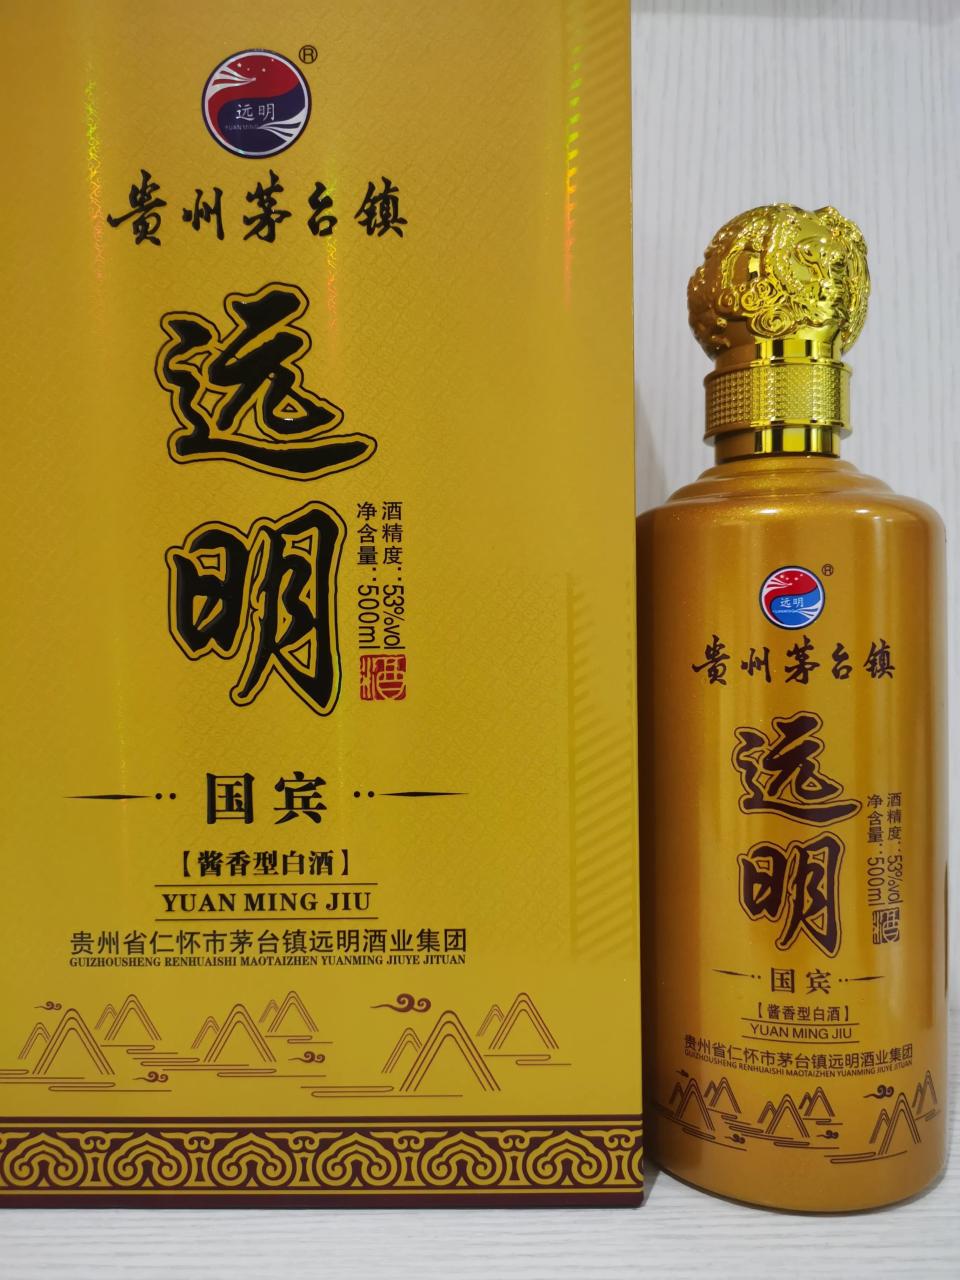 ®
远明
YUAN MING
贵州茅台镇
远明
酒精度:53%vol
净含量:500ml
酒
国宾
【酱香型白酒】
YUAN MING JIU
贵州省仁怀市茅台镇远明酒业集团
GUIZHOUSHENG RENHUAISHI MAOTAIZHEN YUANMING JIUYE JITUAN
®
远明
贵州茅台镇
远明
酒精度:53%vol
净含量:500ml
酒
国宾
【酱香型白酒】
YUAN MING JIU
贵州省仁怀市茅台镇远明酒业集团
GUIZHOUSHENG RENHUAISHI MAOTAIZHEN YUANMING JIUYE JITUAN